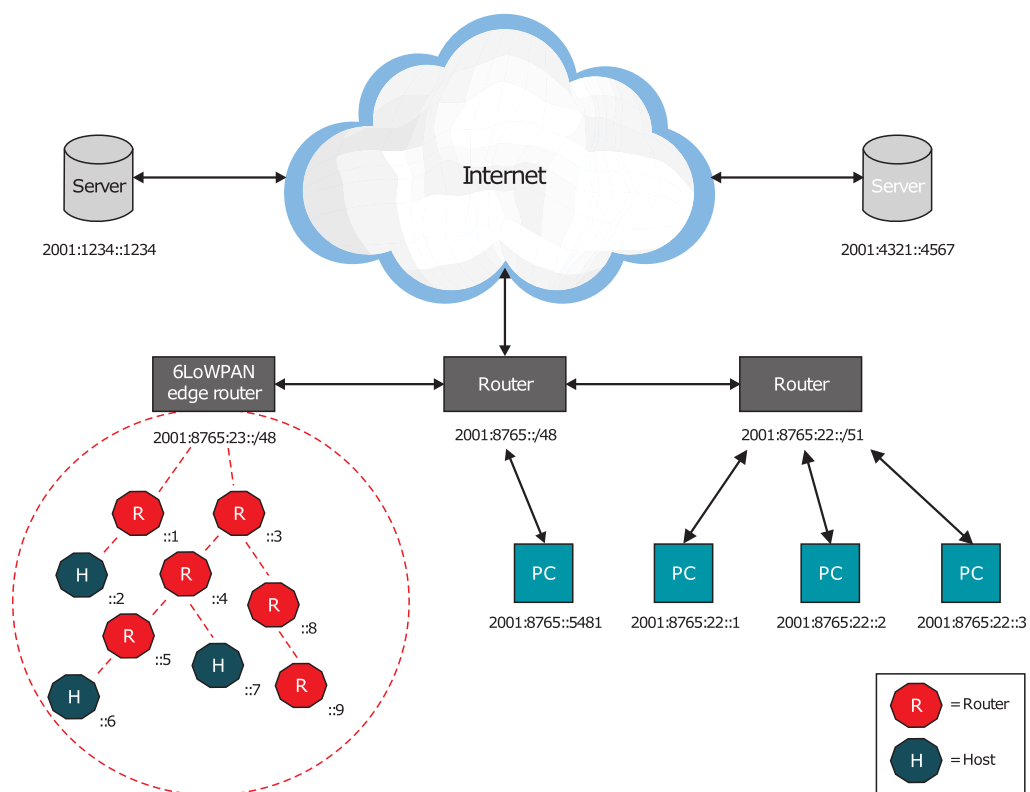 Internet
Server
Server
2001:1234::1234
2001:4321::4567
6LoWPAN
edge router
Router
Router
2001:8765:23::/48
2001:8765::/48
2001:8765:22::/51
R
::1
R
::3
H
::2
R
::4
R
::8
R
::5
H
::7
R
::9
H
::6
PC
PC
PC
PC
2001:8765::5481
2001:8765:22::1
2001:8765:22::2
2001:8765:22::3
R =Router
H =Host